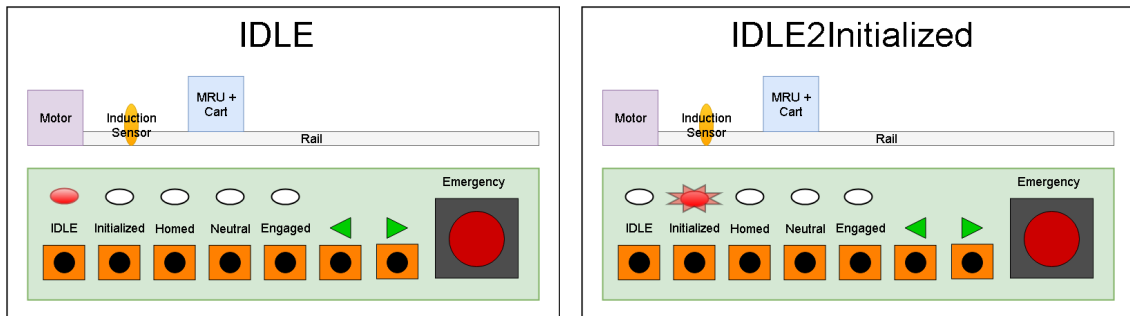 IDLE
Motor
Induction
Sensor
MRU +
Cart
Rail
Emergency
IDLE
Initialized
Homed
Neutral
Engaged
IDLE2Initialized
Motor
Induction
Sensor
MRU +
Cart
Rail
Emergency
IDLE
Initialized
Homed
Neutral
Engaged